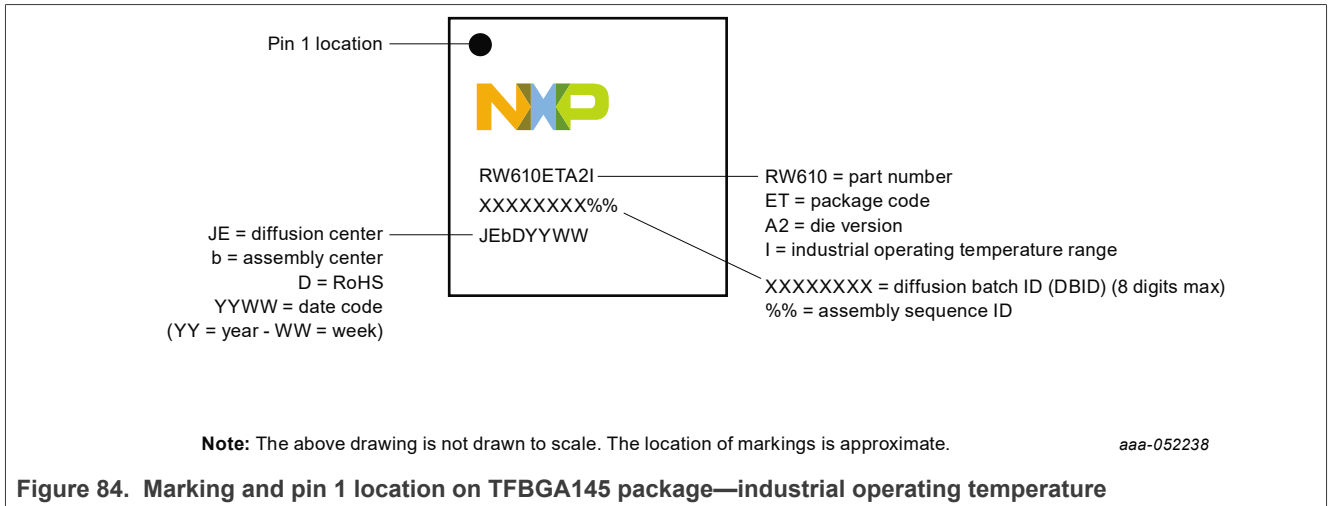 Pin 1 location
NXP
RW610ETA2I
XXXXXXXX%%
JEbDYYWW
JE = diffusion center
b = assembly center
D = RoHS
YYWW = date code
(YY = year - WW = week)
RW610 = part number
ET = package code
A2 = die version
I = industrial operating temperature range
XXXXXXXX = diffusion batch ID (DBID) (8 digits max)
%% = assembly sequence ID
Note: The above drawing is not drawn to scale. The location of markings is approximate.
aaa-052238
Figure 84. Marking and pin 1 location on TFBGA145 package—industrial operating temperature